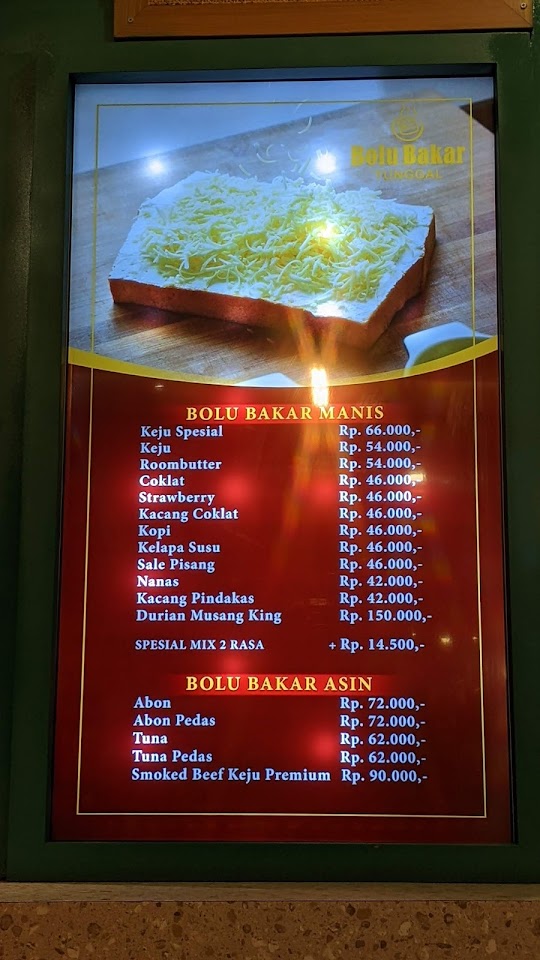 Bolu Bakar
TUNGGAL
BOLU BAKAR MANIS
Keju Spesial Rp. 66.000,-
Keju Rp. 54.000,-
Roombutter Rp. 54.000,-
Coklat Rp. 46.000,-
Strawberry Rp. 46.000,-
Kacang Coklat Rp. 46.000,-
Kopi Rp. 46.000,-
Kelapa Susu Rp. 46.000,-
Sale Pisang Rp. 46.000,-
Nanas Rp. 42.000,-
Kacang Pindakas Rp. 42.000,-
Durian Musang King Rp. 150.000,-
SPESIAL MIX 2 RASA + Rp. 14.500,-
BOLU BAKAR ASIN
Abon Rp. 72.000,-
Abon Pedas Rp. 72.000,-
Tuna Rp. 62.000,-
Tuna Pedas Rp. 62.000,-
Smoked Beef Keju Premium Rp. 90.000,-